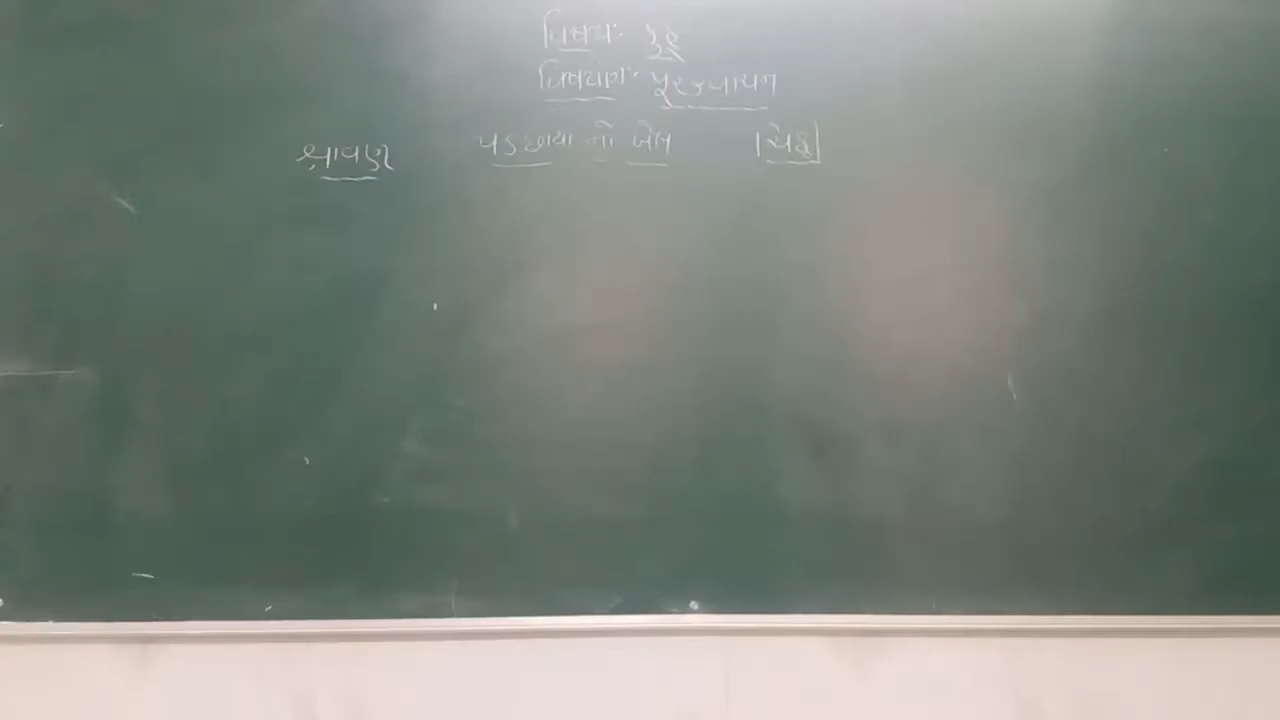 વિષય:- કુહૂ
વિષયાંગ:- પૂરકવાચન
શ્રાવણ પડછાયા નો ખેલ